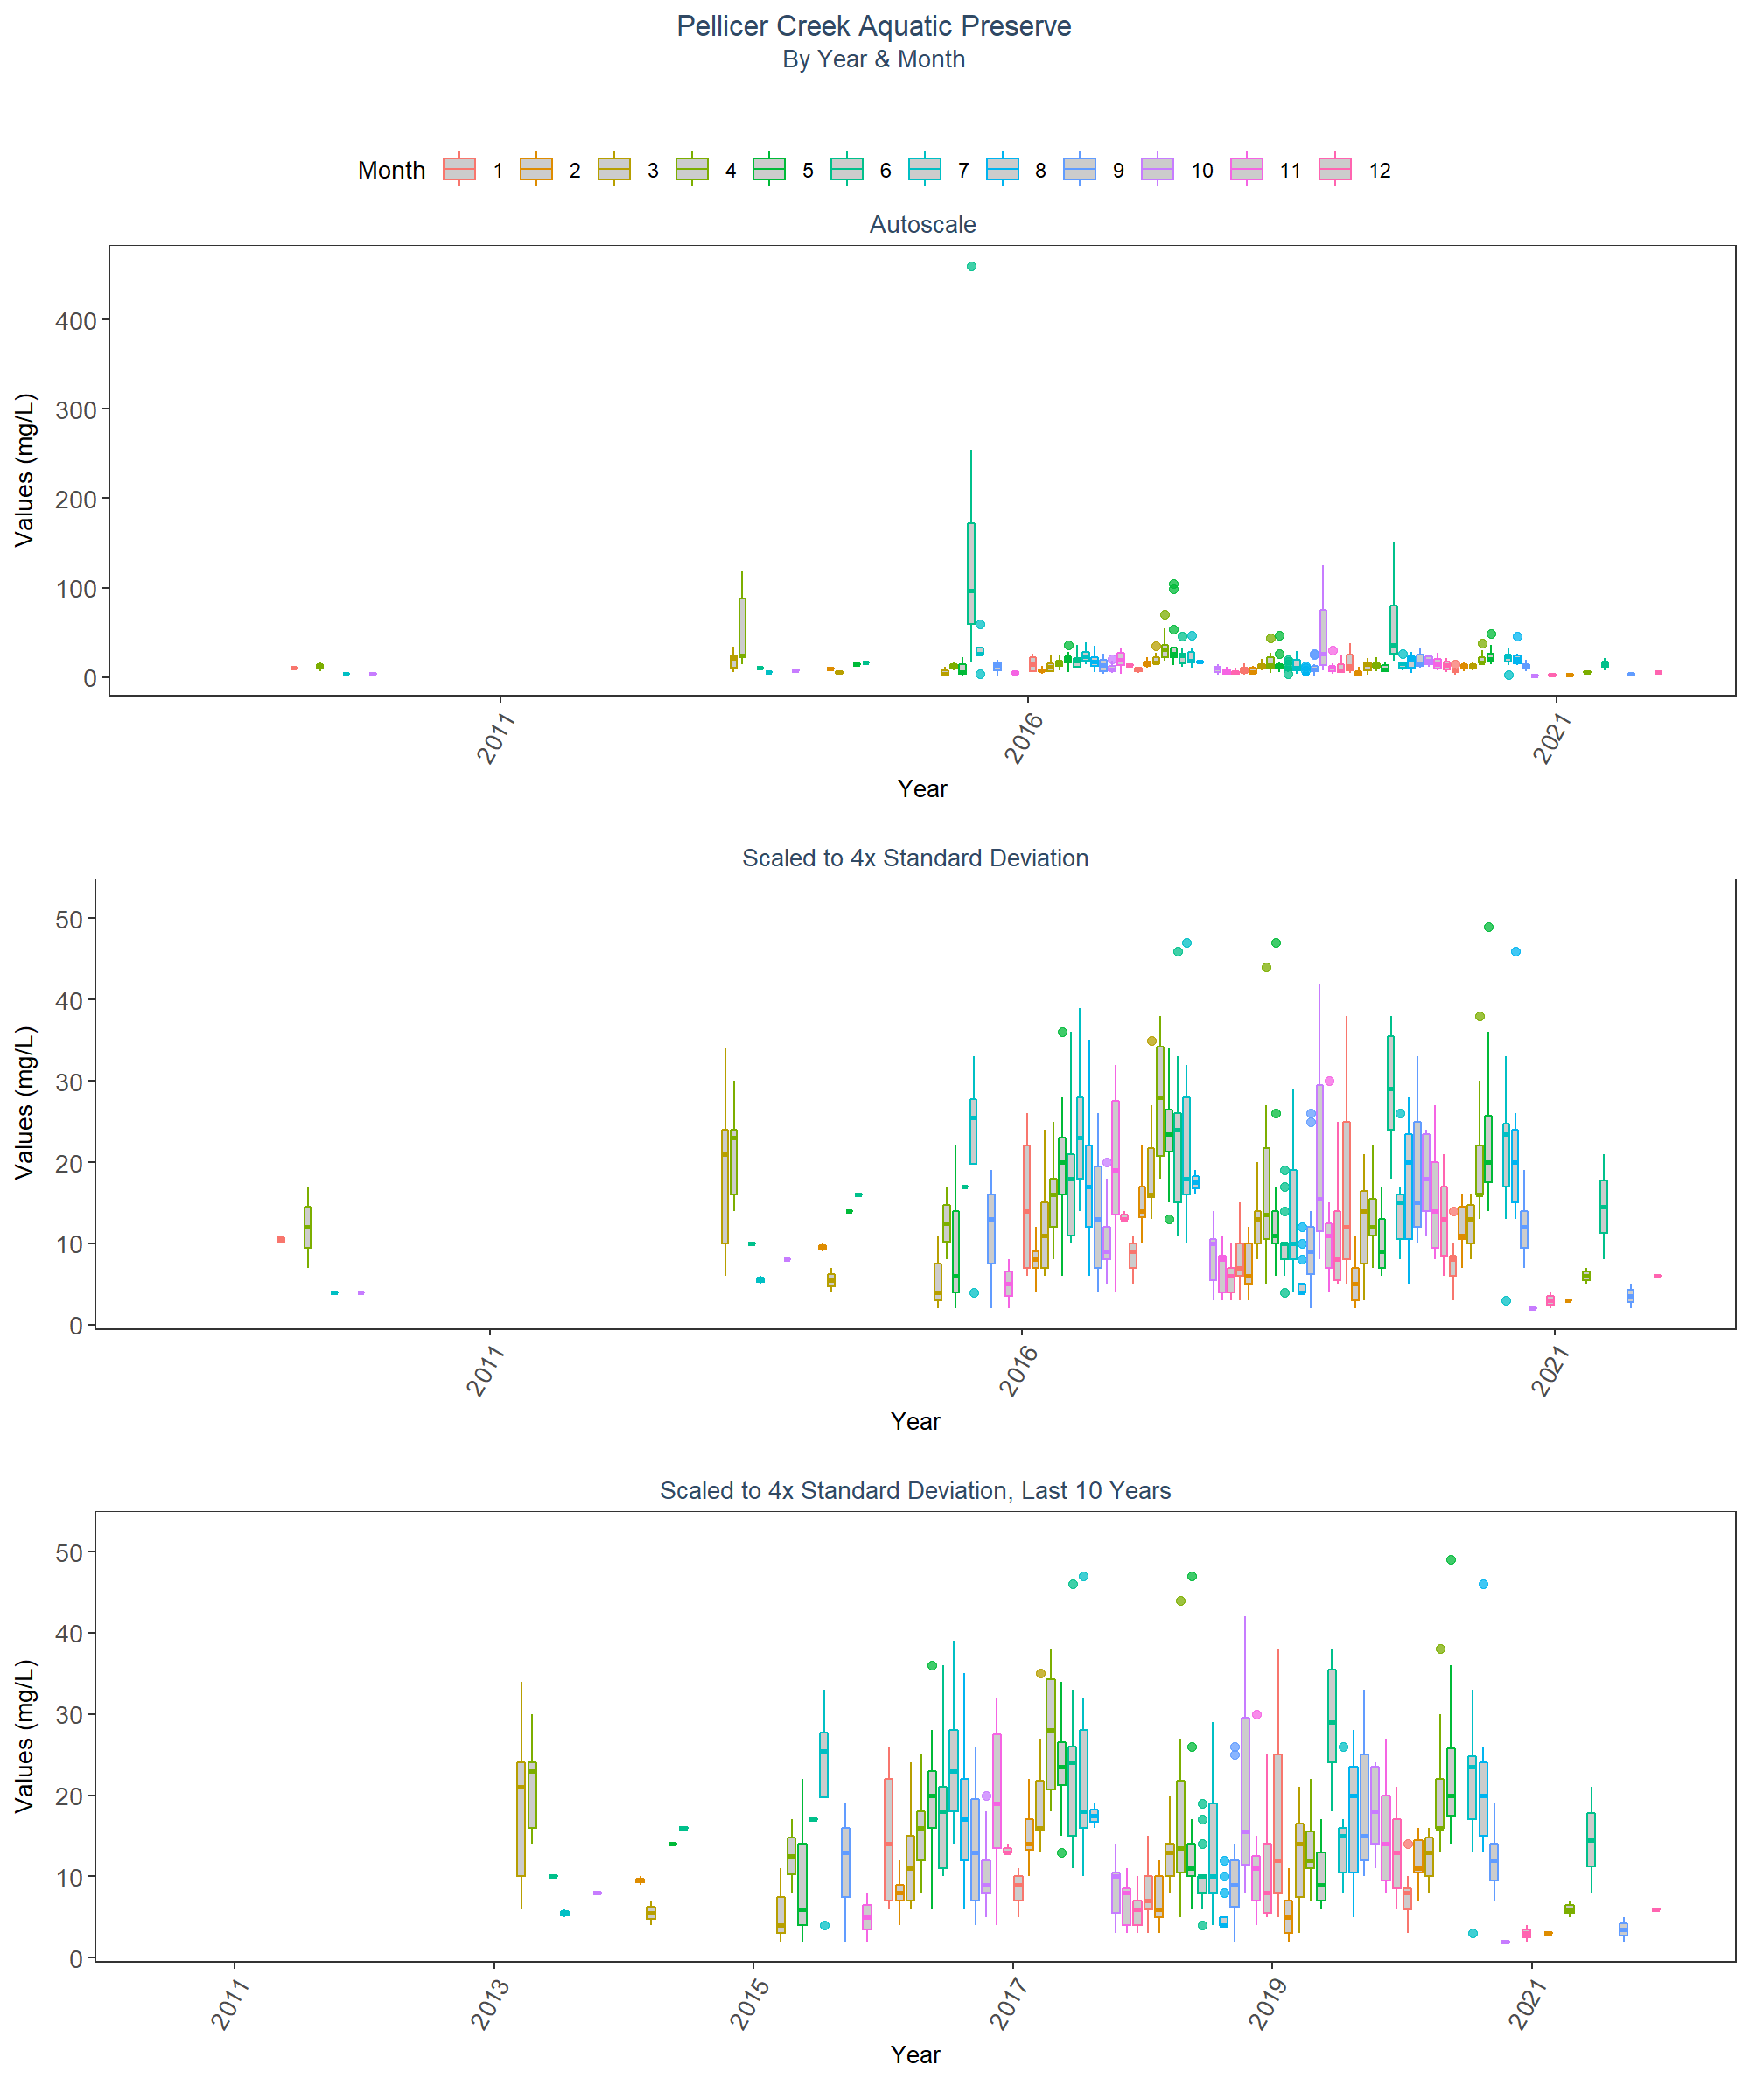 Pellicer Creek Aquatic Preserve
By Year & Month
Month 1 2 3 4 5 6 7 8 9 10 11 12
Autoscale
Values (mg/L)
400
300
200
100
0
2011 2016 2021
Year
Scaled to 4x Standard Deviation
Values (mg/L)
50
40
30
20
10
0
2011 2016 2021
Year
Scaled to 4x Standard Deviation, Last 10 Years
Values (mg/L)
50
40
30
20
10
0
2011 2013 2015 2017 2019 2021
Year